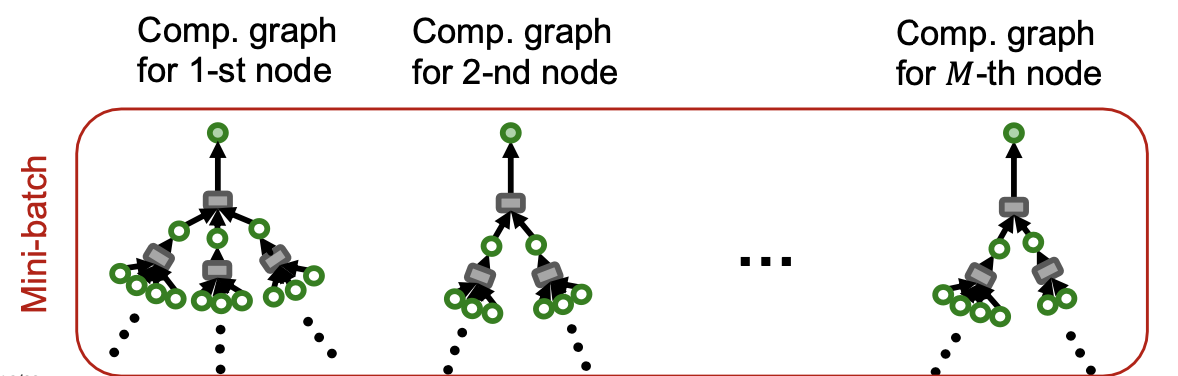 Comp. graph
for 1-st node
Comp. graph
for 2-nd node
...
Comp. graph
for M-th node
Mini-batch